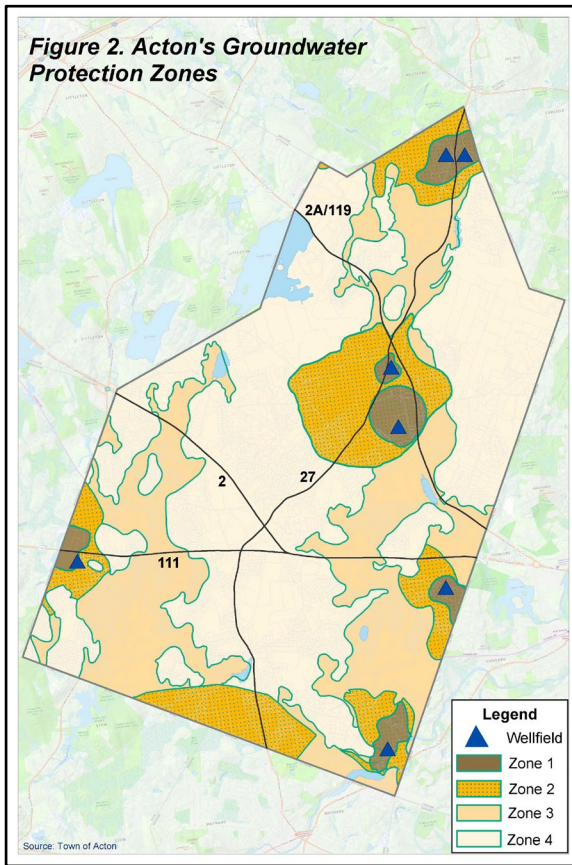 Figure 2. Acton's Groundwater
Protection Zones
2A/119
27
2
111
Legend
Wellfield
Zone 1
Zone 2
Zone 3
Zone 4
Source: Town of Acton